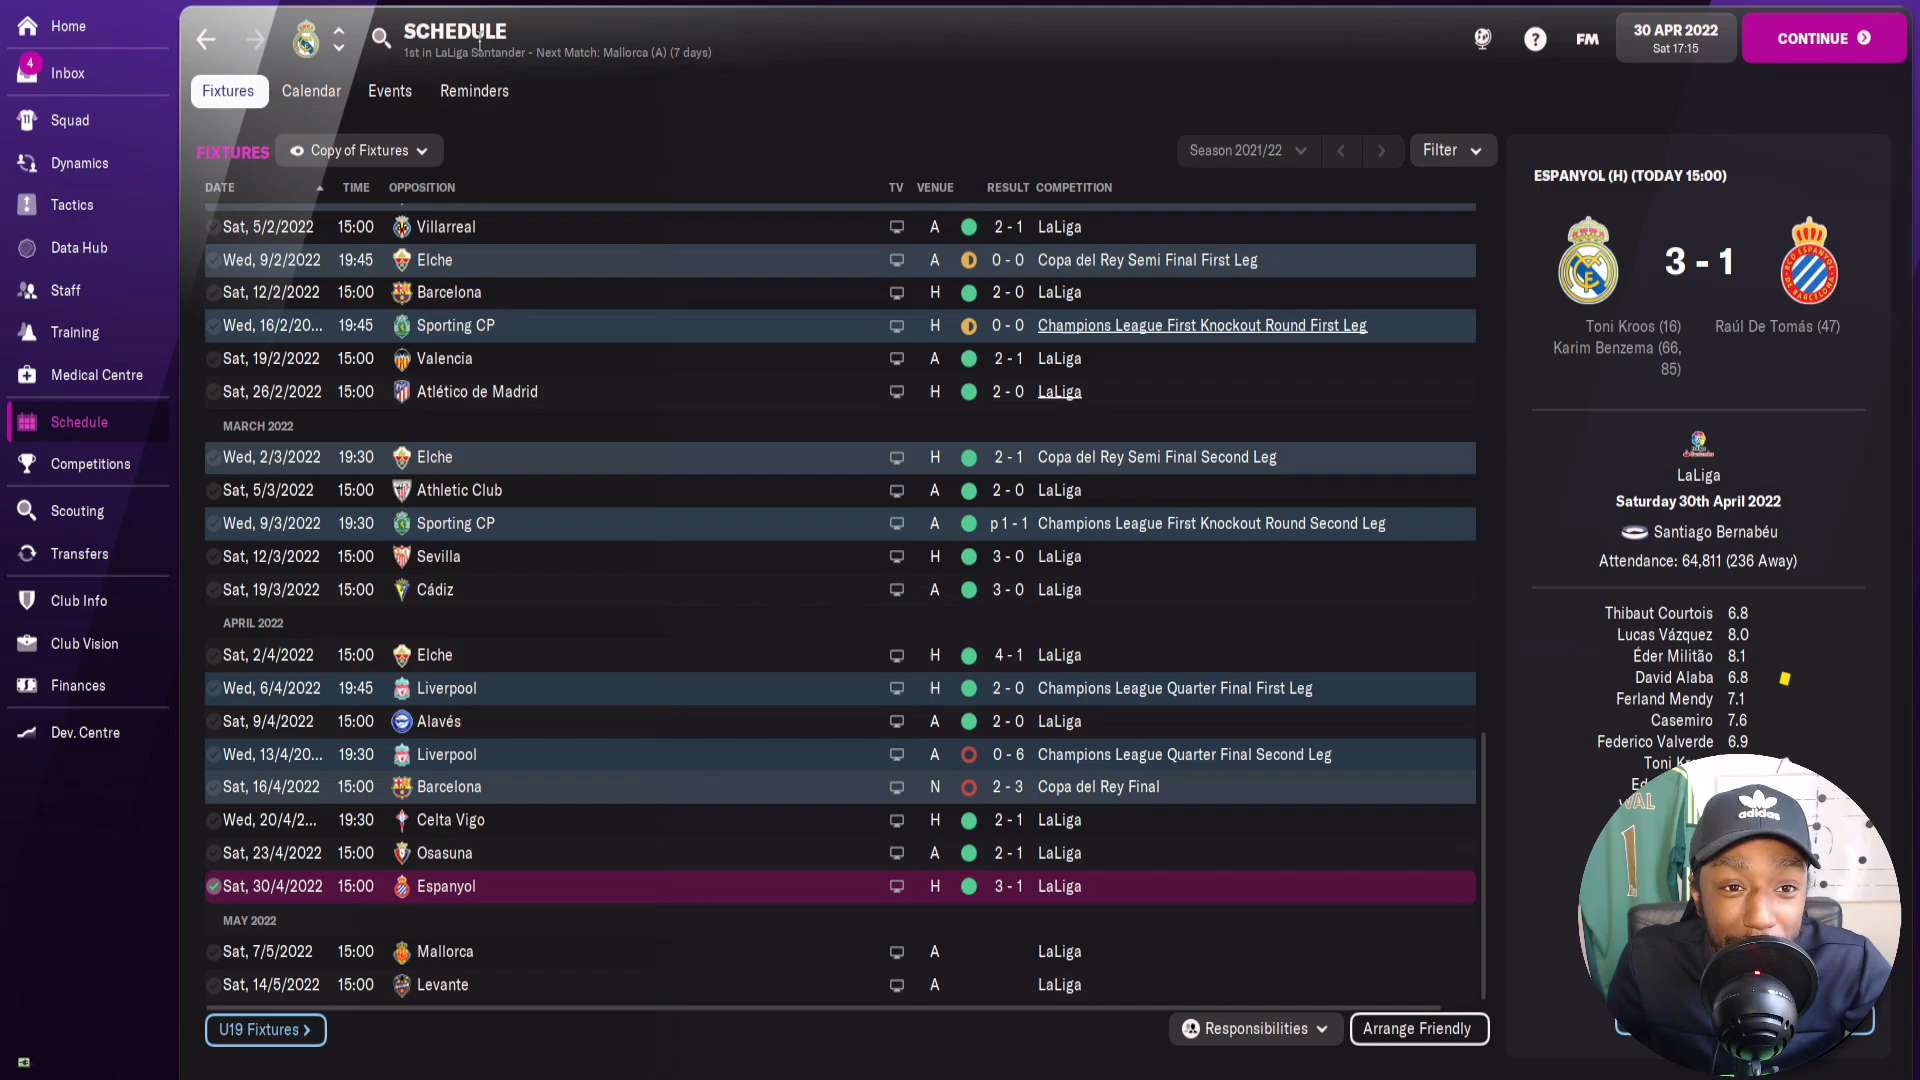 Home
4
Inbox
Squad
Dynamics
Tactics
Data Hub
Staff
Training
Medical Centre
Schedule
Competitions
Scouting
Transfers
Club Info
Club Vision
Finances
Dev. Centre
SCHEDULE
1st in LaLiga Santander - Next Match: Mallorca (A) (7 days)
? FM 30 APR 2022
Sat 17:15
CONTINUE
Fixtures Calendar Events Reminders
FIXTURES Copy of Fixtures Season 2021/22 Filter
DATE TIME OPPOSITION TV VENUE RESULT COMPETITION
Sat, 5/2/2022 15:00 Villarreal A 2 - 1 LaLiga
Wed, 9/2/2022 19:45 Elche A 0 - 0 Copa del Rey Semi Final First Leg
Sat, 12/2/2022 15:00 Barcelona H 2 - 0 LaLiga
Wed, 16/2/20... 19:45 Sporting CP H 0 - 0 Champions League First Knockout Round First Leg
Sat, 19/2/2022 15:00 Valencia A 2 - 1 LaLiga
Sat, 26/2/2022 15:00 Atlético de Madrid H 2 - 0 LaLiga
MARCH 2022
Wed, 2/3/2022 19:30 Elche H 2 - 1 Copa del Rey Semi Final Second Leg
Sat, 5/3/2022 15:00 Athletic Club A 2 - 0 LaLiga
Wed, 9/3/2022 19:30 Sporting CP A p 1 - 1 Champions League First Knockout Round Second Leg
Sat, 12/3/2022 15:00 Sevilla H 3 - 0 LaLiga
Sat, 19/3/2022 15:00 Cádiz A 3 - 0 LaLiga
APRIL 2022
Sat, 2/4/2022 15:00 Elche H 4 - 1 LaLiga
Wed, 6/4/2022 19:45 Liverpool H 2 - 0 Champions League Quarter Final First Leg
Sat, 9/4/2022 15:00 Alavés A 2 - 0 LaLiga
Wed, 13/4/20... 19:30 Liverpool A 0 - 6 Champions League Quarter Final Second Leg
Sat, 16/4/2022 15:00 Barcelona N 2 - 3 Copa del Rey Final
Wed, 20/4/2... 19:30 Celta Vigo H 2 - 1 LaLiga
Sat, 23/4/2022 15:00 Osasuna A 2 - 1 LaLiga
Sat, 30/4/2022 15:00 Espanyol H 3 - 1 LaLiga
MAY 2022
Sat, 7/5/2022 15:00 Mallorca A LaLiga
Sat, 14/5/2022 15:00 Levante A LaLiga
U19 Fixtures
Responsibilities Arrange Friendly
ESPANYOL (H) (TODAY 15:00)
3 - 1
Toni Kroos (16)
Karim Benzema (66,
85)
Raúl De Tomás (47)
LaLiga
Saturday 30th April 2022
Santiago Bernabéu
Attendance: 64,811 (236 Away)
Thibaut Courtois 6.8
Lucas Vázquez 8.0
Éder Militão 8.1
David Alaba 6.8
Ferland Mendy 7.1
Casemiro 7.6
Federico Valverde 6.9
Toni
adidas